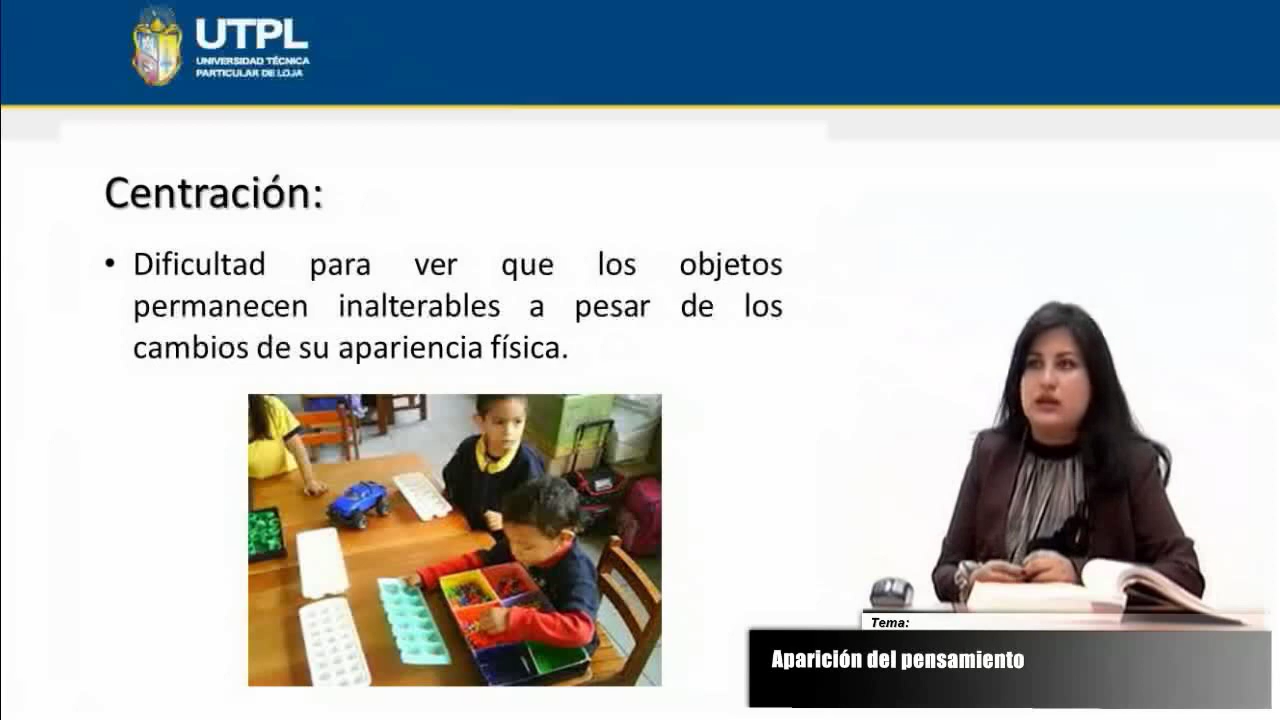 UTPL
UNIVERSIDAD TÉCNICA
PARTICULAR DE LOJA
Centración:
• Dificultad para ver que los objetos
permanecen inalterables a pesar de los
cambios de su apariencia física.
Tema:
Aparición del pensamiento